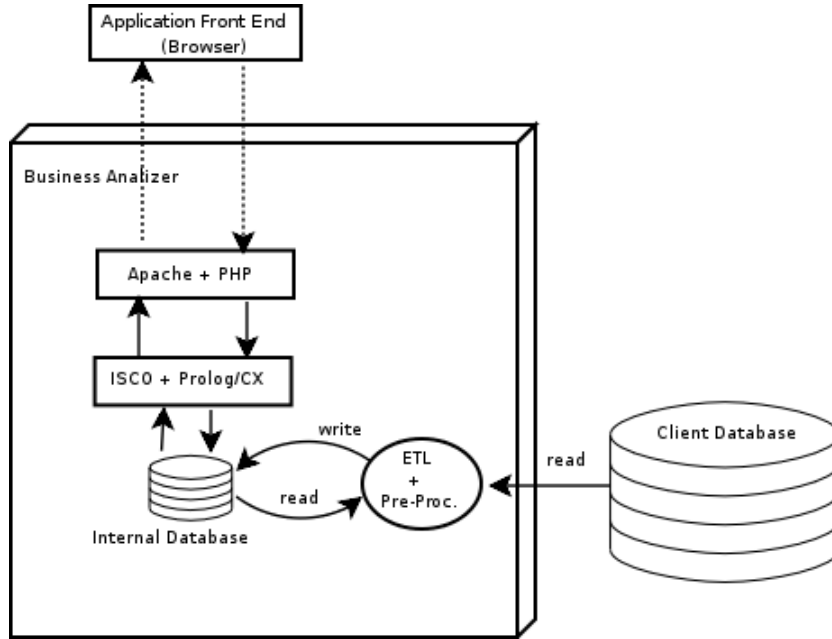 Application Front End
(Browser)
Business Analizer
Apache + PHP
ISCO + Prolog/CX
write
ETL
+
Pre-Proc.
read
Internal Database
read
Client Database